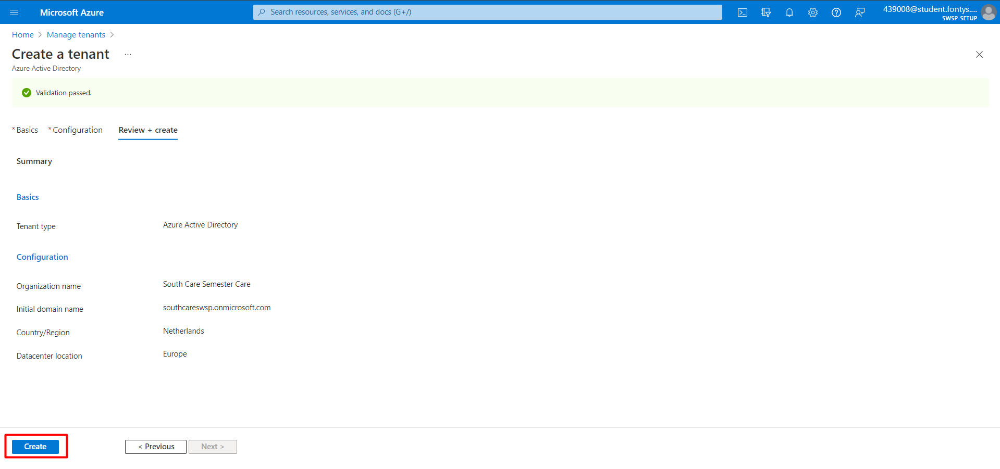 Microsoft Azure
Search resources, services, and docs (G+/)
439008@student.fontys....
SWSP-SETUP
Home > Manage tenants >
Create a tenant ...
Azure Active Directory
Validation passed.
* Basics * Configuration Review + create
Summary
Basics
Tenant type Azure Active Directory
Configuration
Organization name South Care Semester Care
Initial domain name southcareswsp.onmicrosoft.com
Country/Region Netherlands
Datacenter location Europe
Create < Previous Next >